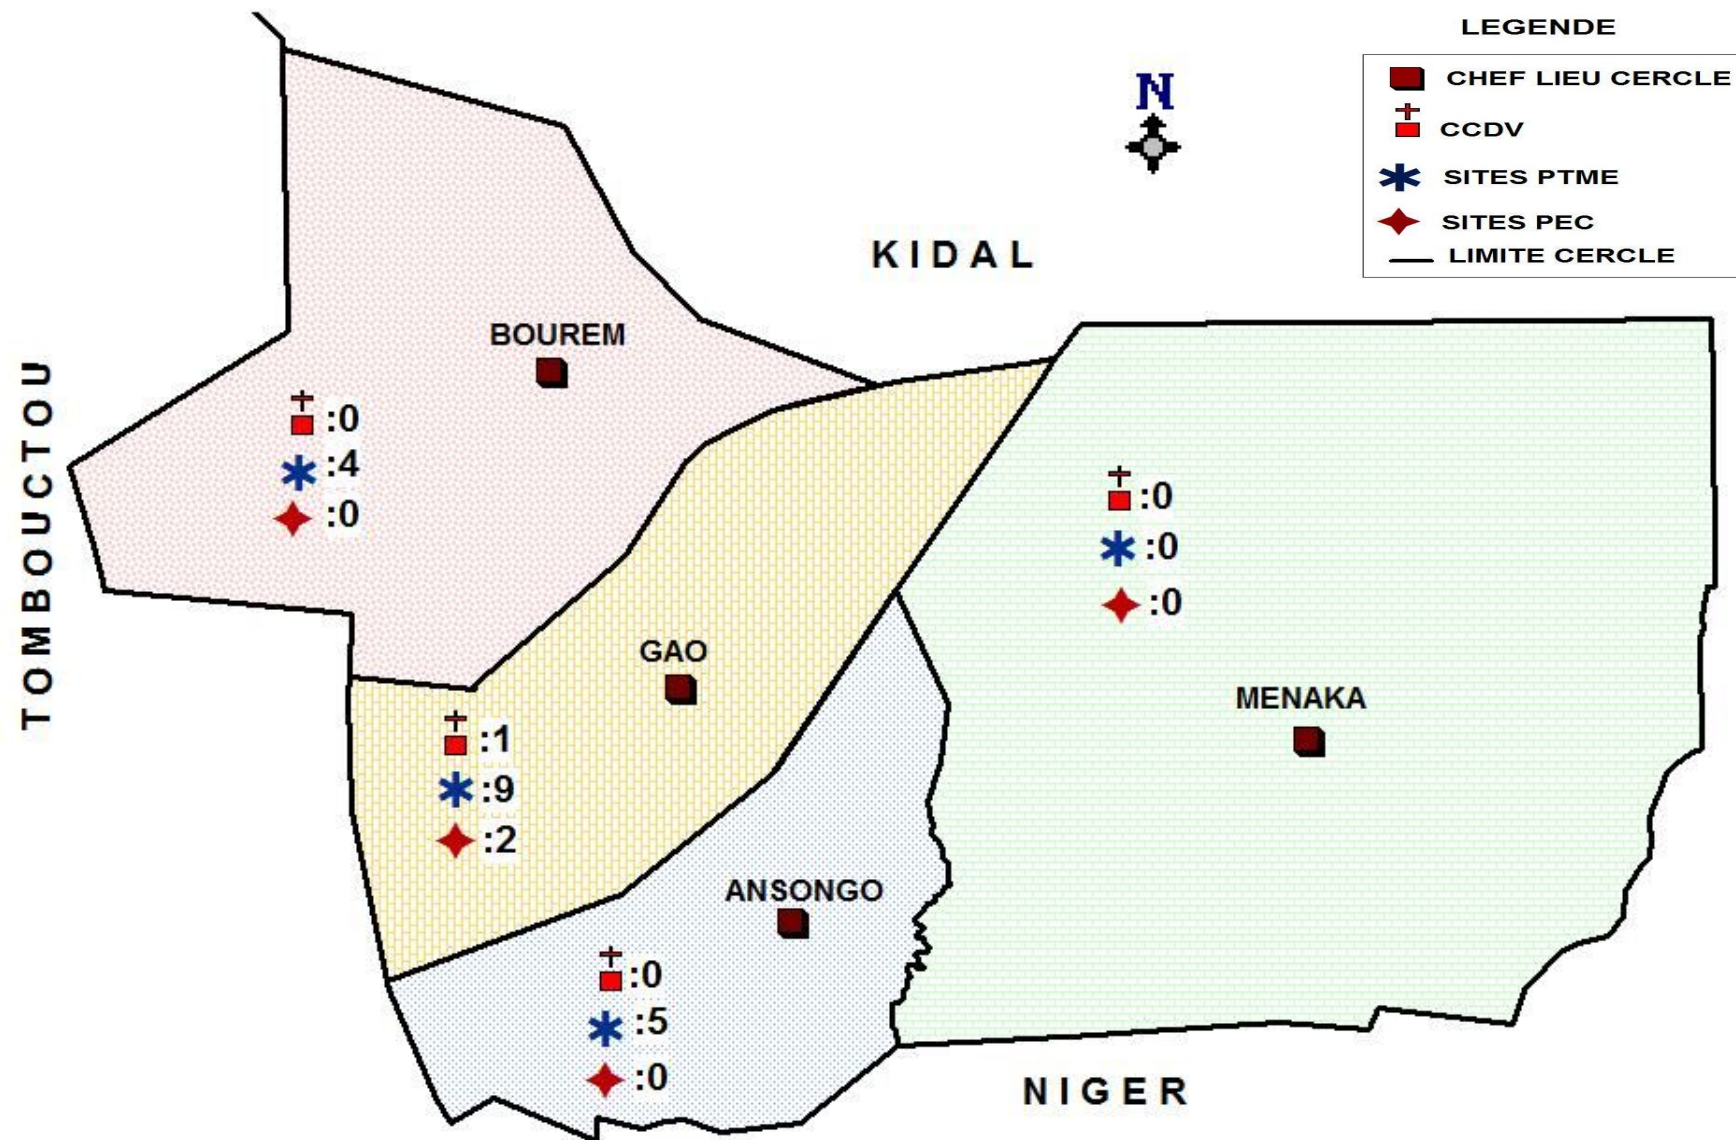 LEGENDE
CHEF LIEU CERCLE
CCDV
SITES PTME
SITES PEC
LIMITE CERCLE
N
KIDAL
TOMBOUCTOU
BOUREM
:0
:4
:0
:0
:0
:0
GAO
:1
:9
:2
MENAKA
ANSONGO
:0
:5
:0
NIGER